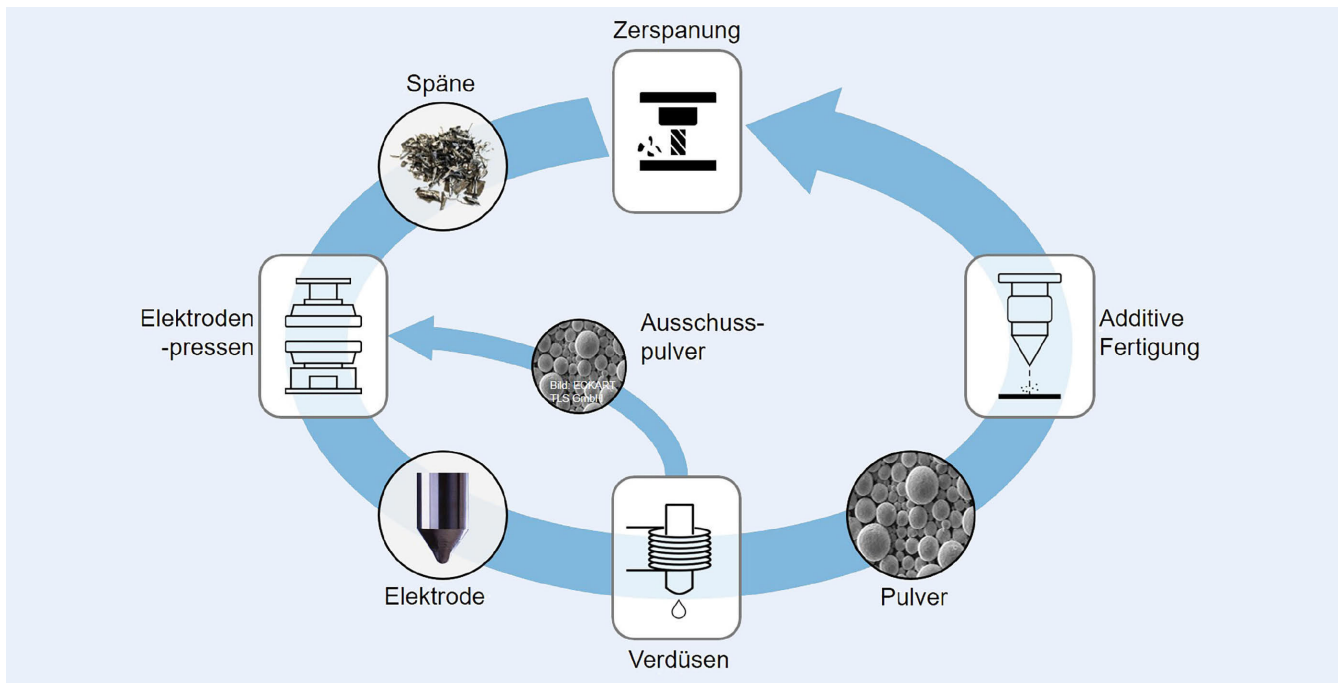 Zerspanung
Späne
Elektroden
-pressen
Ausschuss-
pulver
Bild: ECKART
TLS GmbH
Additive
Fertigung
Elektrode
Pulver
Verdüsen